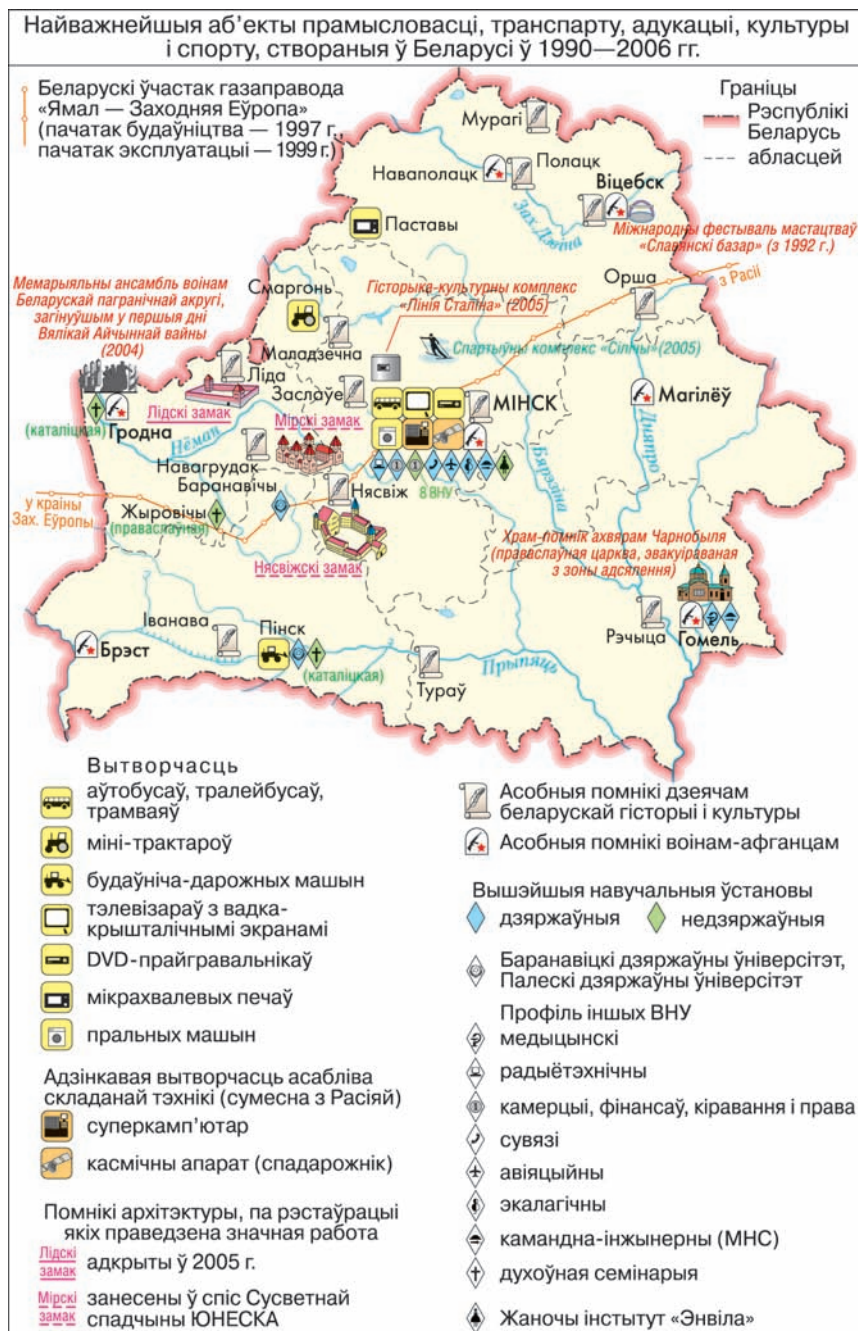 Найважнейшыя аб’екты прамысловасці, транспарту, адукацыі, культуры
і спорту, створаныя ў Беларусі ў 1990—2006 гг.
Беларускі ўчастак газаправода
«Ямал — Заходняя Еўропа»
(пачатак будаўніцтва — 1997 г.,
пачатак эксплуатацыі — 1999 г.)
Граніцы
Рэспублікі
Беларусь
абласцей
Мурагі
Полацк
Наваполацк
Віцебск
Зах. Дзвіна
Міжнародны фестываль мастацтваў
«Славянскі базар» (з 1992 г.)
Паставы
Мемарыяльны ансамбль воінам
Беларускай пагранічнай акругі,
загінуўшым у першыя дні
Вялікай Айчыннай вайны
(2004)
Смаргонь
Гісторыка-культурны комплекс
«Лінія Сталіна» (2005)
Орша
з Расіі
Маладзечна
Спартыўны комплекс «Сілічы» (2005)
Ліда
Заслаўе
МІНСК
Магілёў
Лідскі замак
Мірскі замак
(каталіцкая)
Гродна
Нёман
Дняпро
Бярэзіна
Навагрудак
Баранавічы
Нясвіж
8 ВНУ
у краіны
Зах. Еўропы
Жыровічы
(праваслаўная)
Нясвіжскі замак
Храм-помнік ахвярам Чарнобыля
(праваслаўная царква, эвакуіраваная
з зоны адсялення)
Іванава
Пінск
Брэст
(каталіцкая)
Тураў
Прыпяць
Рэчыца
Гомель
Вытворчасць
аўтобусаў, тралейбусаў,
трамваяў
міні-трактароў
будаўніча-дарожных машын
тэлевізараў з вадка-
крышталічнымі экранамі
DVD-прайгравальнікаў
мікрахвалевых печаў
пральных машын
Адзінкавая вытворчасць асабліва
складанай тэхнікі (сумесна з Расіяй)
суперкамп’ютар
касмічны апарат (спадарожнік)
Помнікі архітэктуры, па рэстаўрацыі
якіх праведзена значная работа
Лідскі
замак
адкрыты ў 2005 г.
Мірскі
замак
занесены ў спіс Сусветнай
спадчыны ЮНЕСКА
Асобныя помнікі дзеячам
беларускай гісторыі і культуры
Асобныя помнікі воінам-афганцам
Вышэйшыя навучальныя ўстановы
дзяржаўныя
недзяржаўныя
Баранавіцкі дзяржаўны ўніверсітэт,
Палескі дзяржаўны ўніверсітэт
Профіль іншых ВНУ
медыцынскі
радыётэхнічны
камерцыі, фінансаў, кіравання і права
сувязі
авіяцыйны
экалагічны
камандна-інжынерны (МНС)
духоўная семінарыя
Жаночы інстытут «Энвіла»